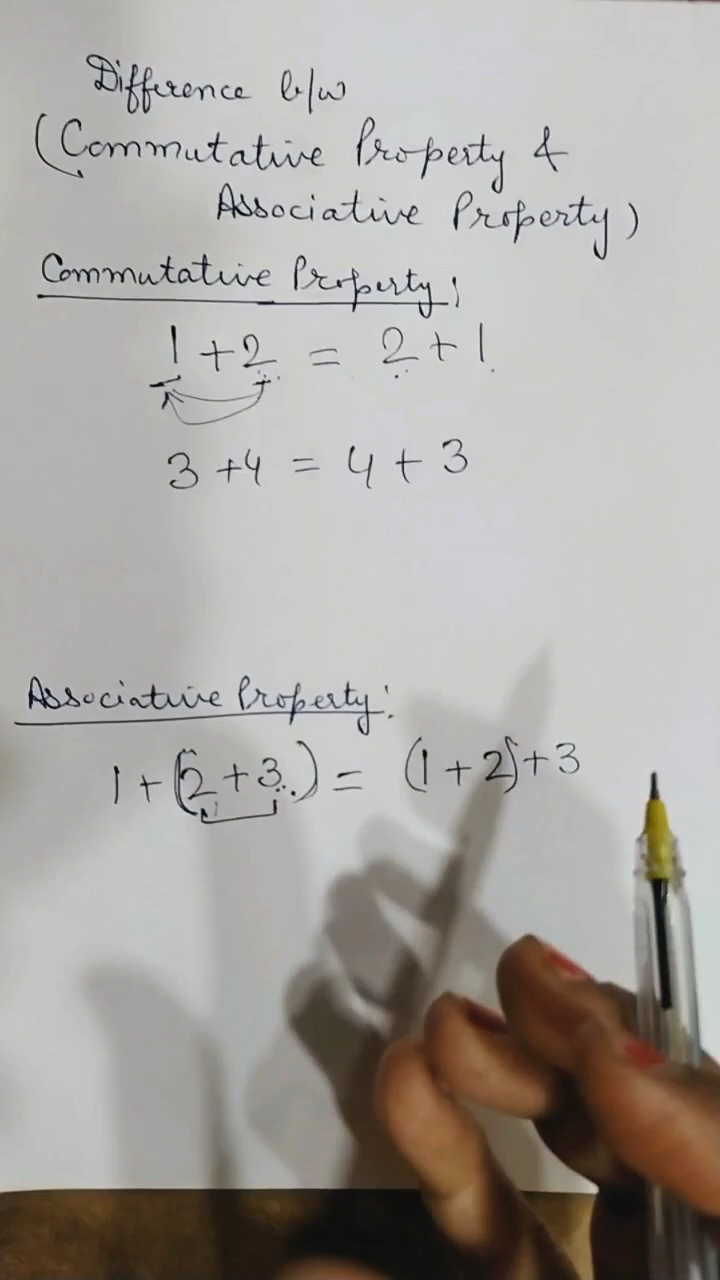 Difference b/w
(Commutative Property &
Associative Property)
Commutative Property:
1 + 2 = 2 + 1
3 + 4 = 4 + 3
Associative Property:
1 + (2 + 3) = (1 + 2) + 3